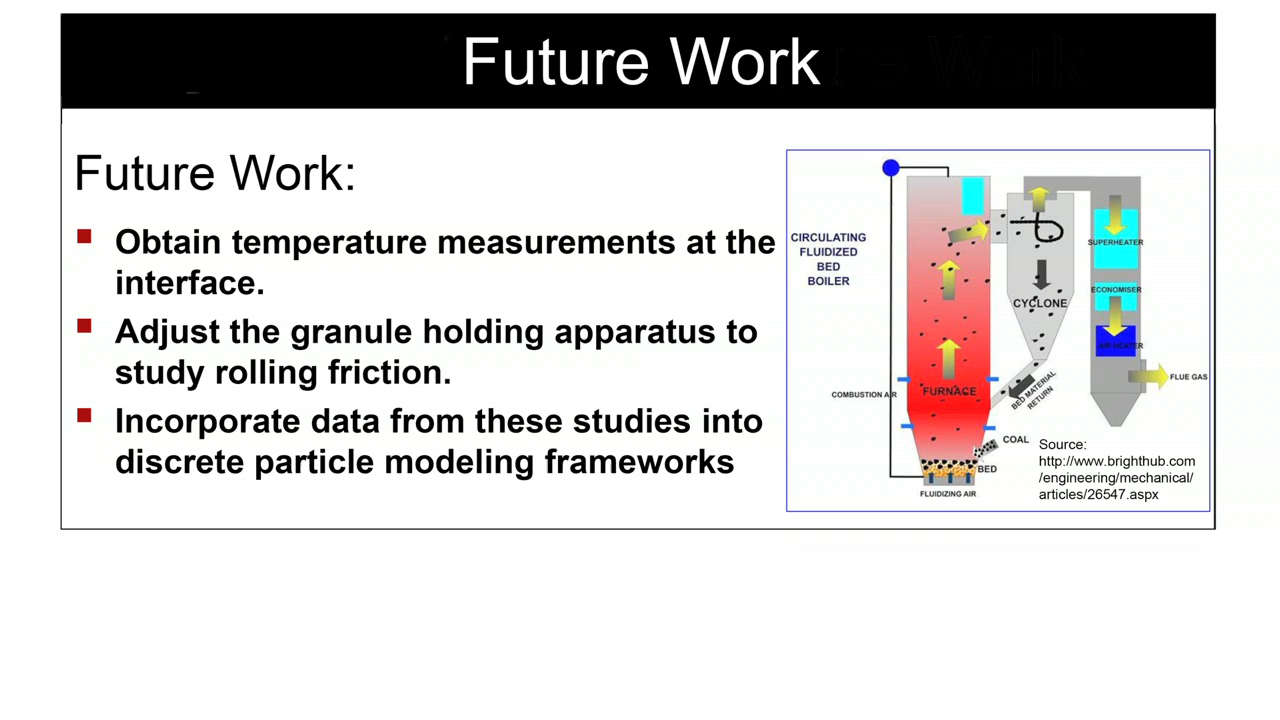 Future Work
Future Work:
Obtain temperature measurements at the
interface.
Adjust the granule holding apparatus to
study rolling friction.
Incorporate data from these studies into
discrete particle modeling frameworks
CIRCULATING
FLUIDIZED
BED
BOILER
SUPERHEATER
ECONOMISER
CYCLONE
AIR HEATER
FLUE GAS
COMBUSTION AIR
FURNACE
BED MATERIAL
RETURN
COAL
BED
FLUIDIZING AIR
Source:
http://www.brighthub.com
/engineering/mechanical/
articles/26547.aspx